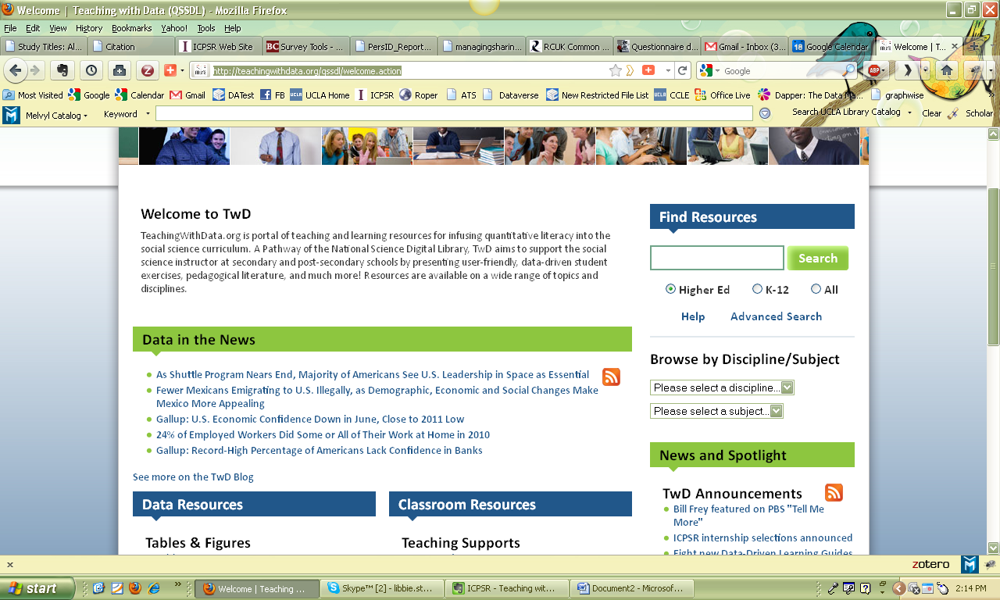 Welcome | Teaching with Data (QSSDL) - Mozilla Firefox
File Edit View History Bookmarks Yahoo! Tools Help
Study Titles: Al... Citation ICPSR Web Site BC Survey Tools - ... PersID_Report... managingsharin... R RCUK Common ... Questionnaire d... Gmail - Inbox (3... 18 Google Calendar Welcome | T...
http://teachingwithdata.org/qssdl/welcome.action Google ABP
Most Visited Google Calendar Gmail DATest FB UCLA Home ICPSR Roper ATS Dataverse New Restricted File List CCLE Office Live Dapper: The Data M... graphwise
Melvyl Catalog Keyword Search UCLA Library Catalog Clear Scholar
Welcome to TwD
TeachingWithData.org is portal of teaching and learning resources for infusing quantitative literacy into the
social science curriculum. A Pathway of the National Science Digital Library, TwD aims to support the social
science instructor at secondary and post-secondary schools by presenting user-friendly, data-driven student
exercises, pedagogical literature, and much more! Resources are available on a wide range of topics and
disciplines.
Data in the News
As Shuttle Program Nears End, Majority of Americans See U.S. Leadership in Space as Essential
Fewer Mexicans Emigrating to U.S. Illegally, as Demographic, Economic and Social Changes Make
Mexico More Appealing
Gallup: U.S. Economic Confidence Down in June, Close to 2011 Low
24% of Employed Workers Did Some or All of Their Work at Home in 2010
Gallup: Record-High Percentage of Americans Lack Confidence in Banks
See more on the TwD Blog
Data Resources
Tables & Figures
Classroom Resources
Teaching Supports
Find Resources
Search
Higher Ed K-12 All
Help Advanced Search
Browse by Discipline/Subject
Please select a discipline...
Please select a subject...
News and Spotlight
TwD Announcements
Bill Frey featured on PBS "Tell Me
More"
ICPSR internship selections announced
Eight new Data-Driven Learning Guides
x zotero
start Welcome | Teaching ... Skype™ [2] - libbie.st... ICPSR - Teaching wit... Document2 - Microsof... 2:14 PM